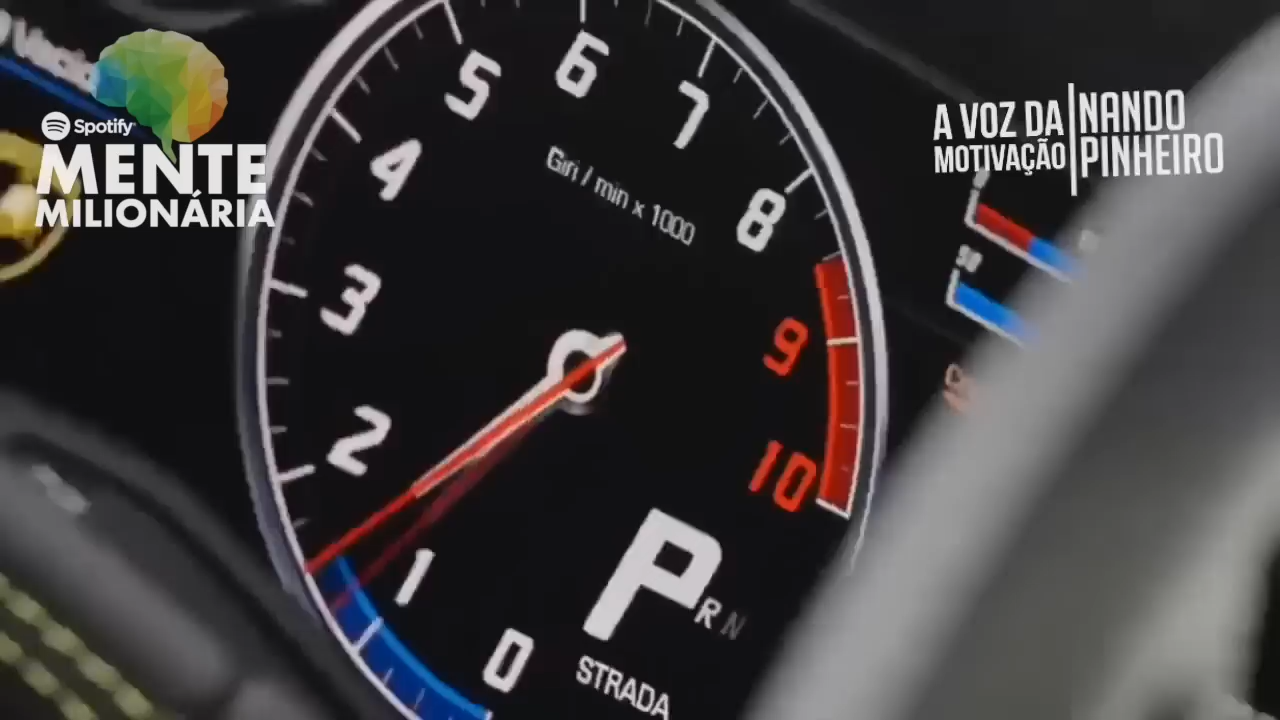 Spotify
MENTE
MILIONÁRIA
A VOZ DA
MOTIVAÇÃO
NANDO
PINHEIRO
5
6
7
4
Giri / min x 1000
8
3
9
2
10
1
P R N
0
STRADA